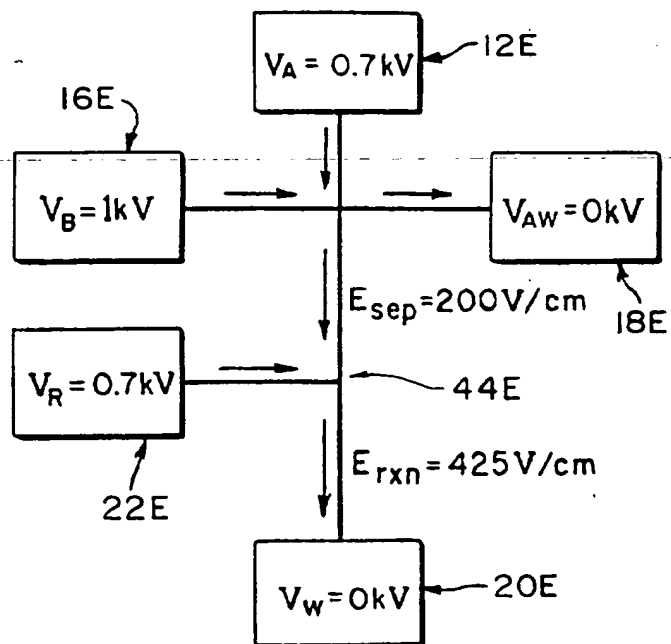 V_A = 0.7kV
12E
16E
V_B = 1kV
V_AW = 0kV
18E
E_sep = 200V/cm
V_R = 0.7kV
44E
22E
E_rxn = 425V/cm
V_W = 0kV
20E